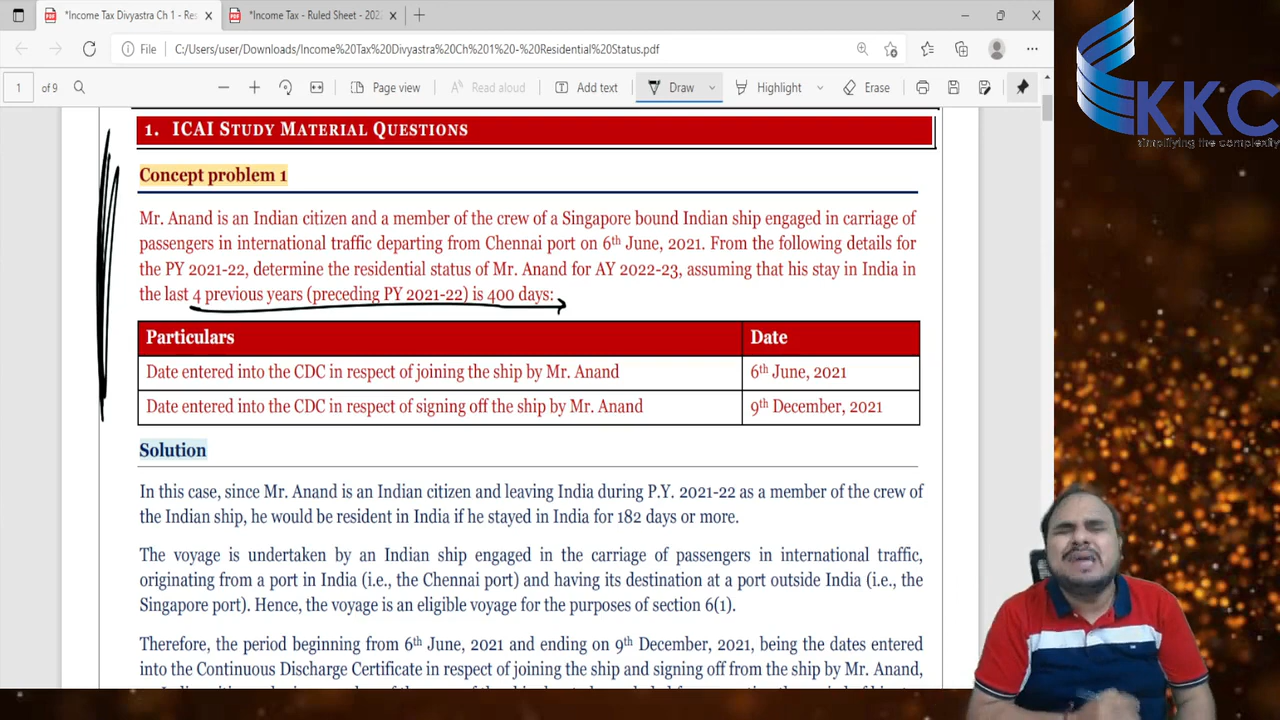 *Income Tax Divyastra Ch 1 - Res
*Income Tax - Ruled Sheet - 202
File
C:/Users/user/Downloads/Income%20Tax%20Divyastra%20Ch%201%20-%20Residential%20Status.pdf
1 of 9
Page view
Read aloud
Add text
Draw
Highlight
Erase
KKC
simplifying the complexity
1. ICAI STUDY MATERIAL QUESTIONS
Concept problem 1
Mr. Anand is an Indian citizen and a member of the crew of a Singapore bound Indian ship engaged in carriage of
passengers in international traffic departing from Chennai port on 6th June, 2021. From the following details for
the PY 2021-22, determine the residential status of Mr. Anand for AY 2022-23, assuming that his stay in India in
the last 4 previous years (preceding PY 2021-22) is 400 days:
Particulars Date
Date entered into the CDC in respect of joining the ship by Mr. Anand 6th June, 2021
Date entered into the CDC in respect of signing off the ship by Mr. Anand 9th December, 2021
Solution
In this case, since Mr. Anand is an Indian citizen and leaving India during P.Y. 2021-22 as a member of the crew of
the Indian ship, he would be resident in India if he stayed in India for 182 days or more.
The voyage is undertaken by an Indian ship engaged in the carriage of passengers in international traffic,
originating from a port in India (i.e., the Chennai port) and having its destination at a port outside India (i.e., the
Singapore port). Hence, the voyage is an eligible voyage for the purposes of section 6(1).
Therefore, the period beginning from 6th June, 2021 and ending on 9th December, 2021, being the dates entered
into the Continuous Discharge Certificate in respect of joining the ship and signing off from the ship by Mr. Anand,